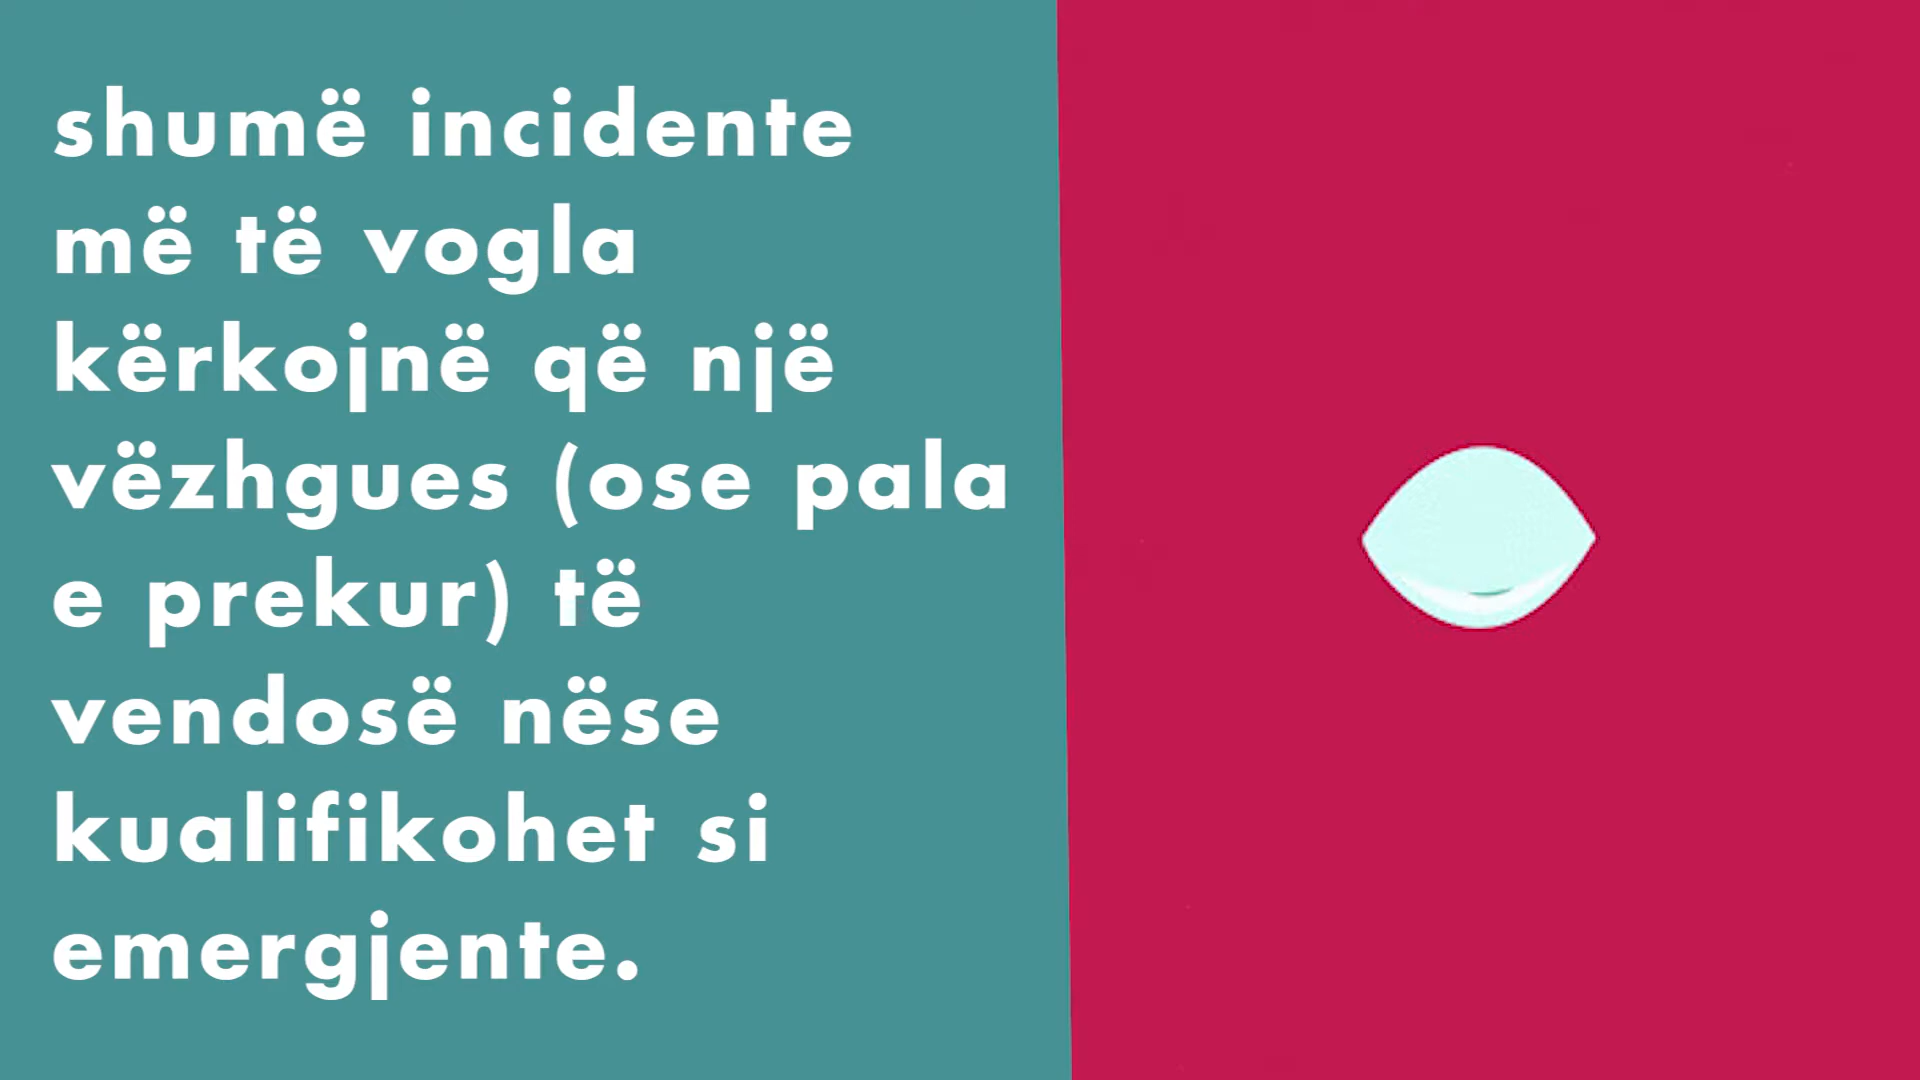 shumë incidente
më të vogla
kërkojnë që një
vëzhgues (ose pala
e prekur) të
vendosë nëse
kualifikohet si
emergjente.